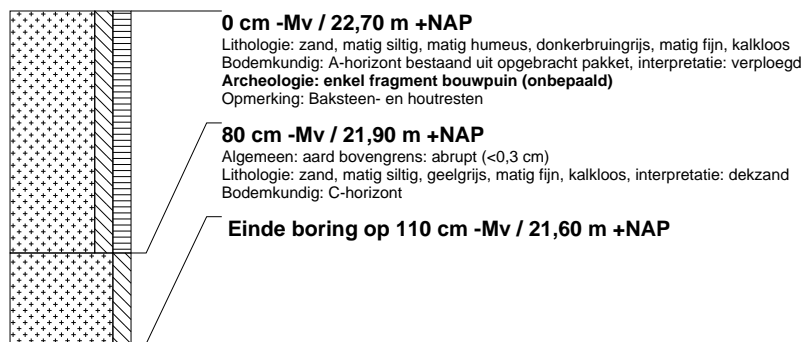 0 cm -Mv / 22,70 m +NAP
Lithologie: zand, matig siltig, matig humeus, donkerbruingrijs, matig fijn, kalkloos
Bodemkundig: A-horizont bestaand uit opgebracht pakket, interpretatie: verploegd
Archeologie: enkel fragment bouwpuin (onbepaald)
Opmerking: Baksteen- en houtresten
80 cm -Mv / 21,90 m +NAP
Algemeen: aard bovengrens: abrupt (<0,3 cm)
Lithologie: zand, matig siltig, geelgrijs, matig fijn, kalkloos, interpretatie: dekzand
Bodemkundig: C-horizont
Einde boring op 110 cm -Mv / 21,60 m +NAP